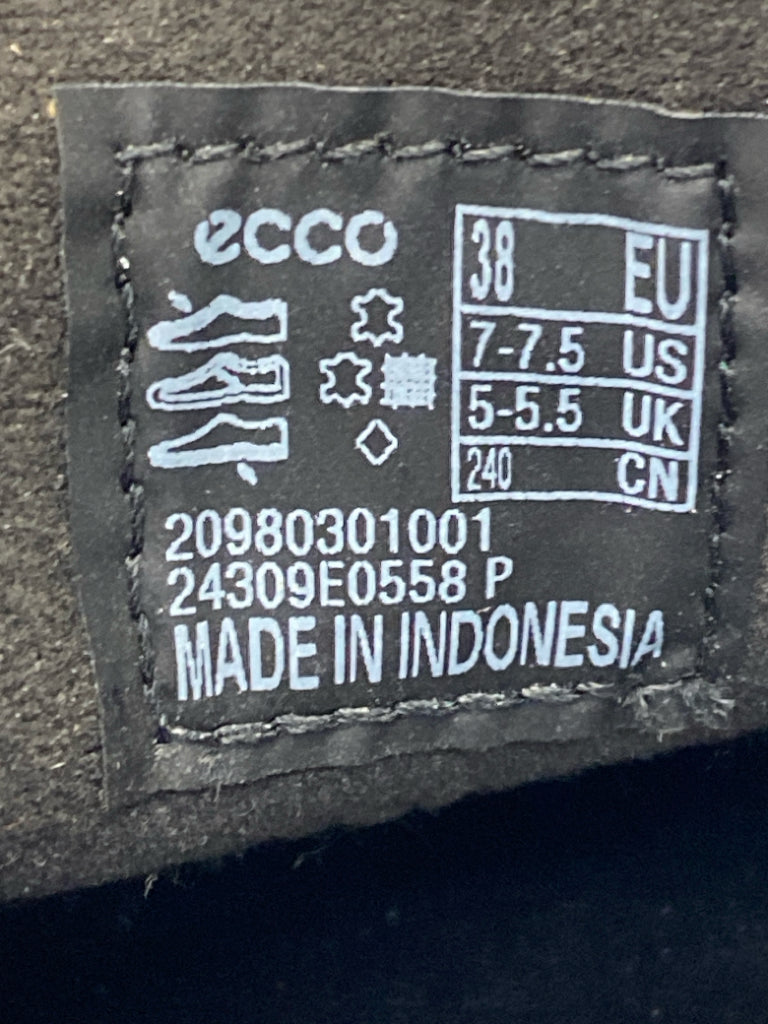 ecco
38 EU
7-7.5 US
5-5.5 UK
240 CN
20980301001
24309E0558 P
MADE IN INDONESIA